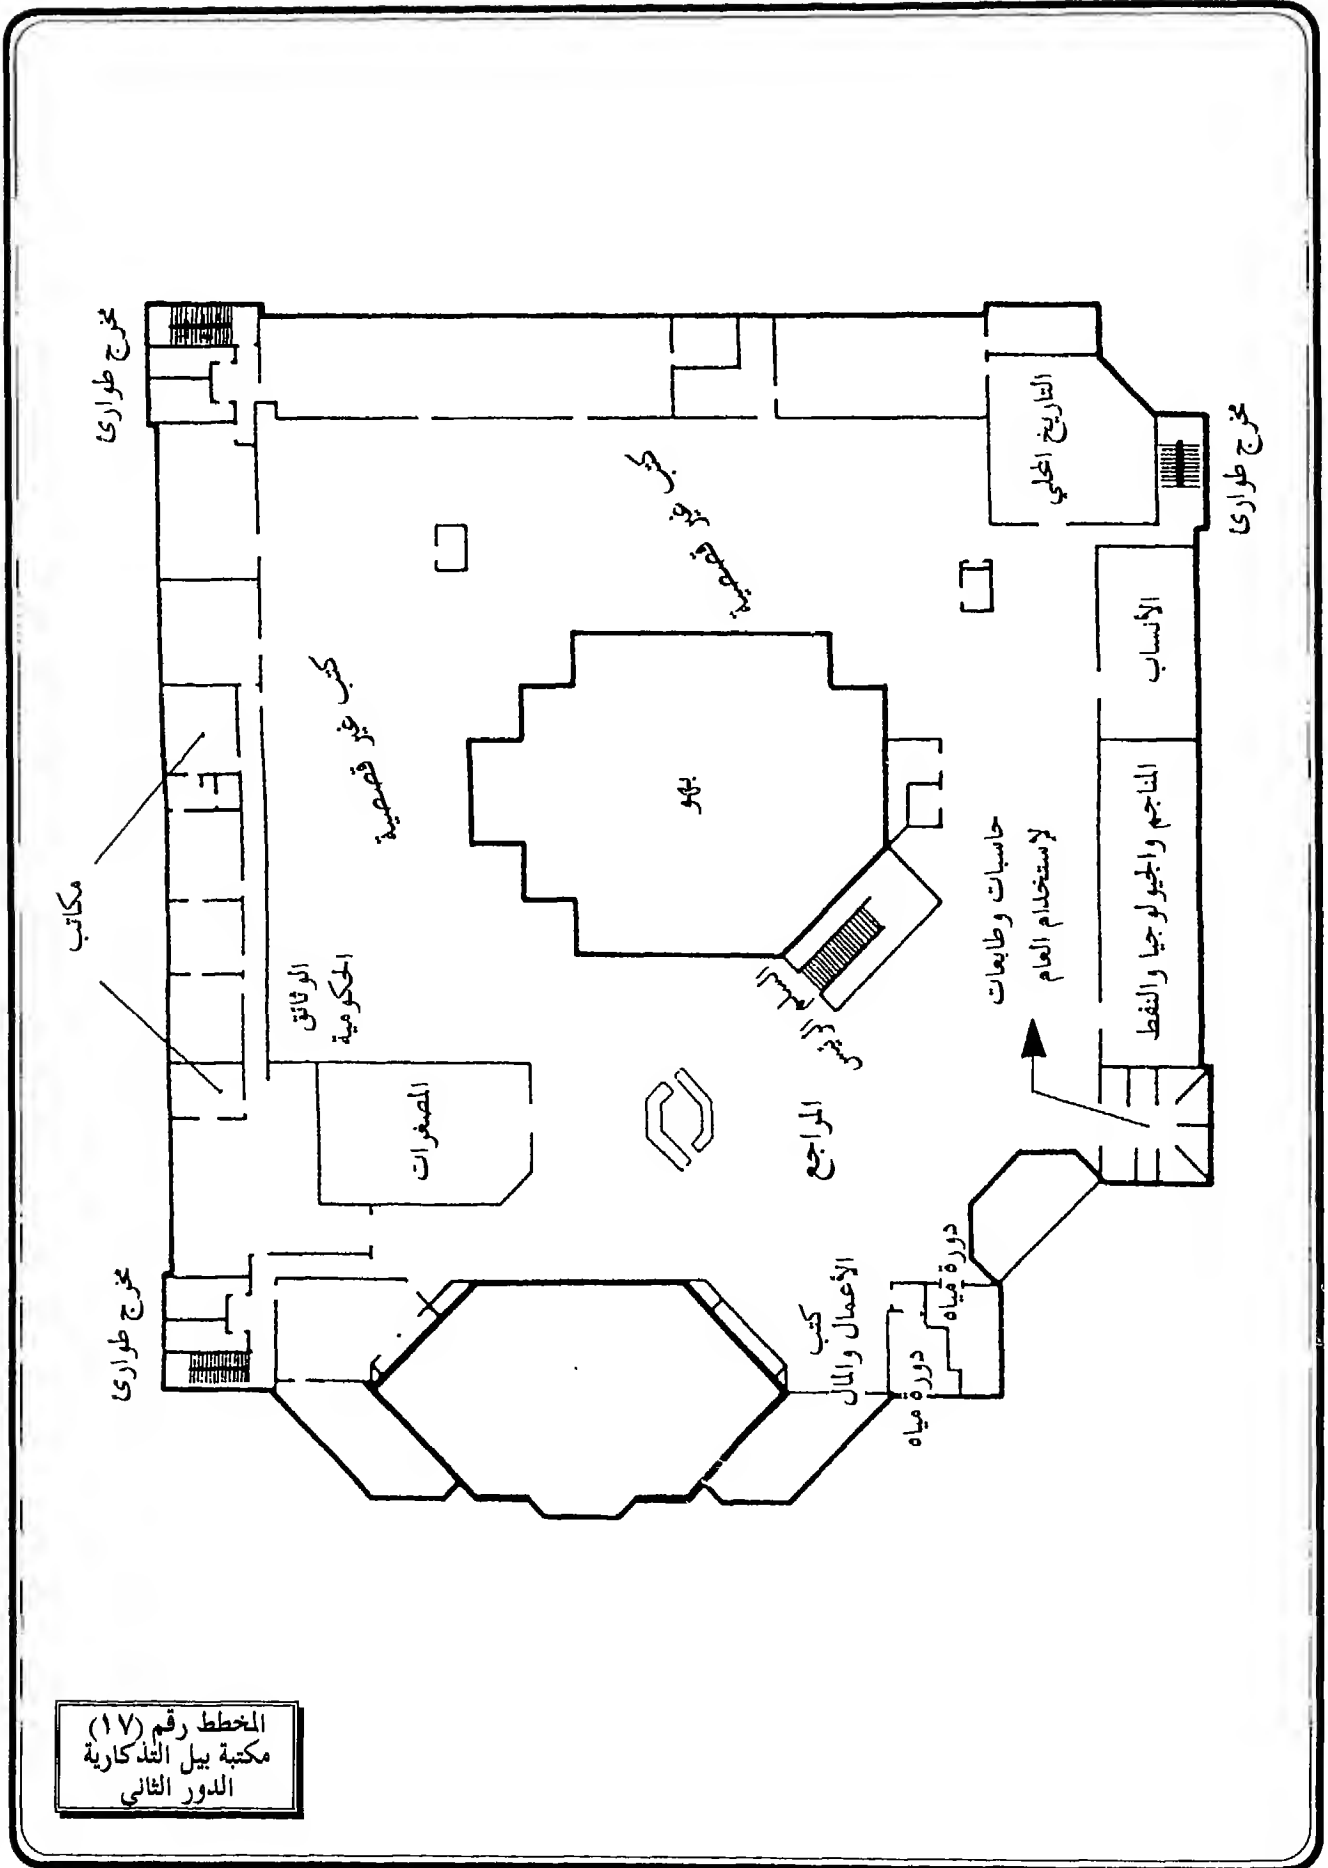 مخرج طوارئ
مخرج طوارئ
التاريخ المحلي
كتب غير قصصية
كتب غير قصصية
الأنساب
مكاتب
بهو
المناجم والجيولوجيا والنفط
حاسبات وطابعات
لاستخدام العام
الوثائق
الحكومية
المصغرات
المراجع
مخرج طوارئ
كتب
الأعمال والمال
دورة مياه
دورة مياه
المخطط رقم (١٧)
مكتبة بيل التذكارية
الدور الثاني